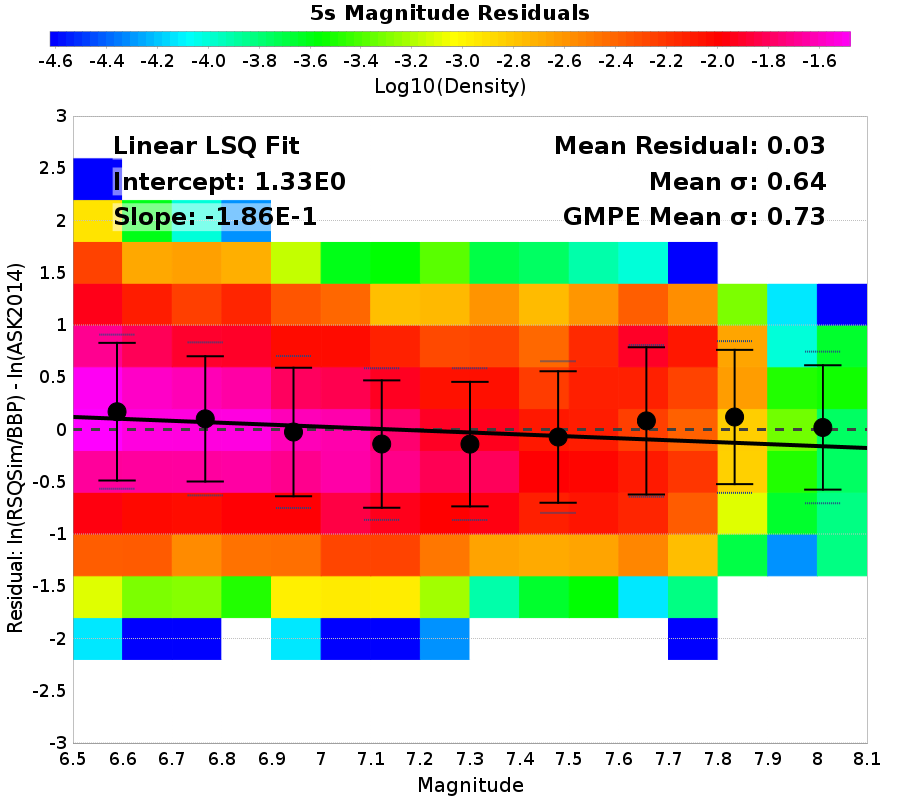 5s Magnitude Residuals
-4.6 -4.4 -4.2 -4.0 -3.8 -3.6 -3.4 -3.2 -3.0 -2.8 -2.6 -2.4 -2.2 -2.0 -1.8 -1.6
Log10(Density)
Linear LSQ Fit
Mean Residual: 0.03
Intercept: 1.33E0
Mean σ: 0.64
Slope: -1.86E-1
GMPE Mean σ: 0.73
Residual: ln(RSQSim/BBP) - ln(ASK2014)
3
2.5
2
1.5
1
0.5
0
-0.5
-1
-1.5
-2
-2.5
-3
6.5 6.6 6.7 6.8 6.9 7 7.1 7.2 7.3 7.4 7.5 7.6 7.7 7.8 7.9 8 8.1
Magnitude